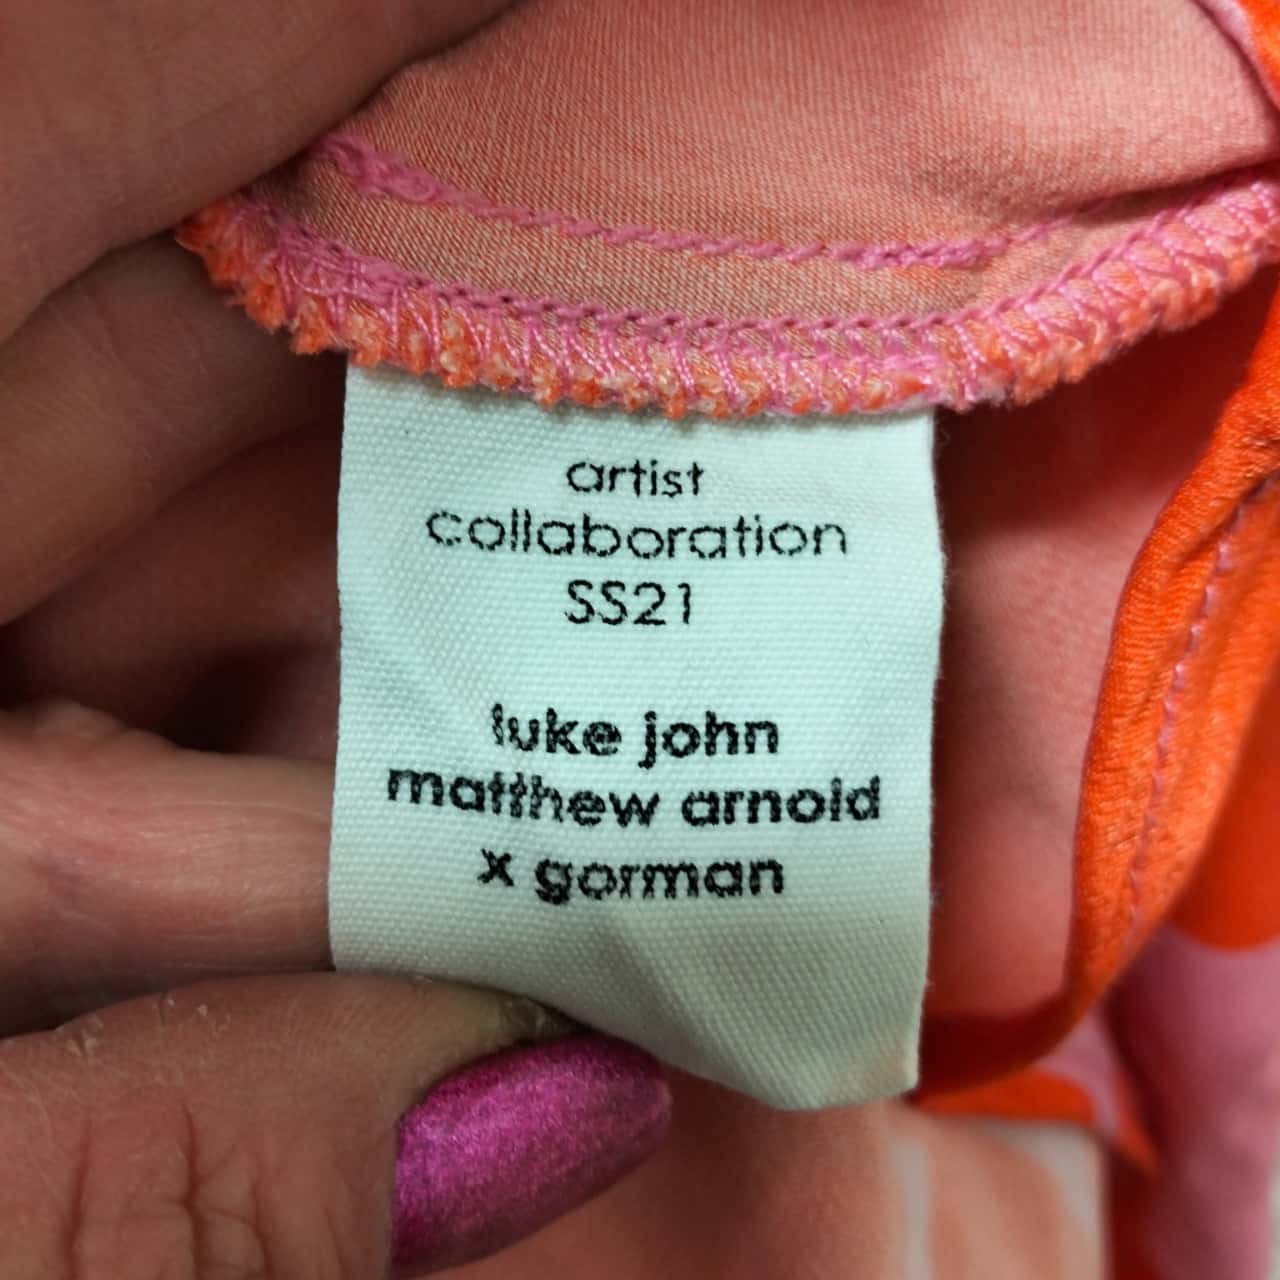 artist
collaboration
SS21
luke john
matthew arnold
x gorman